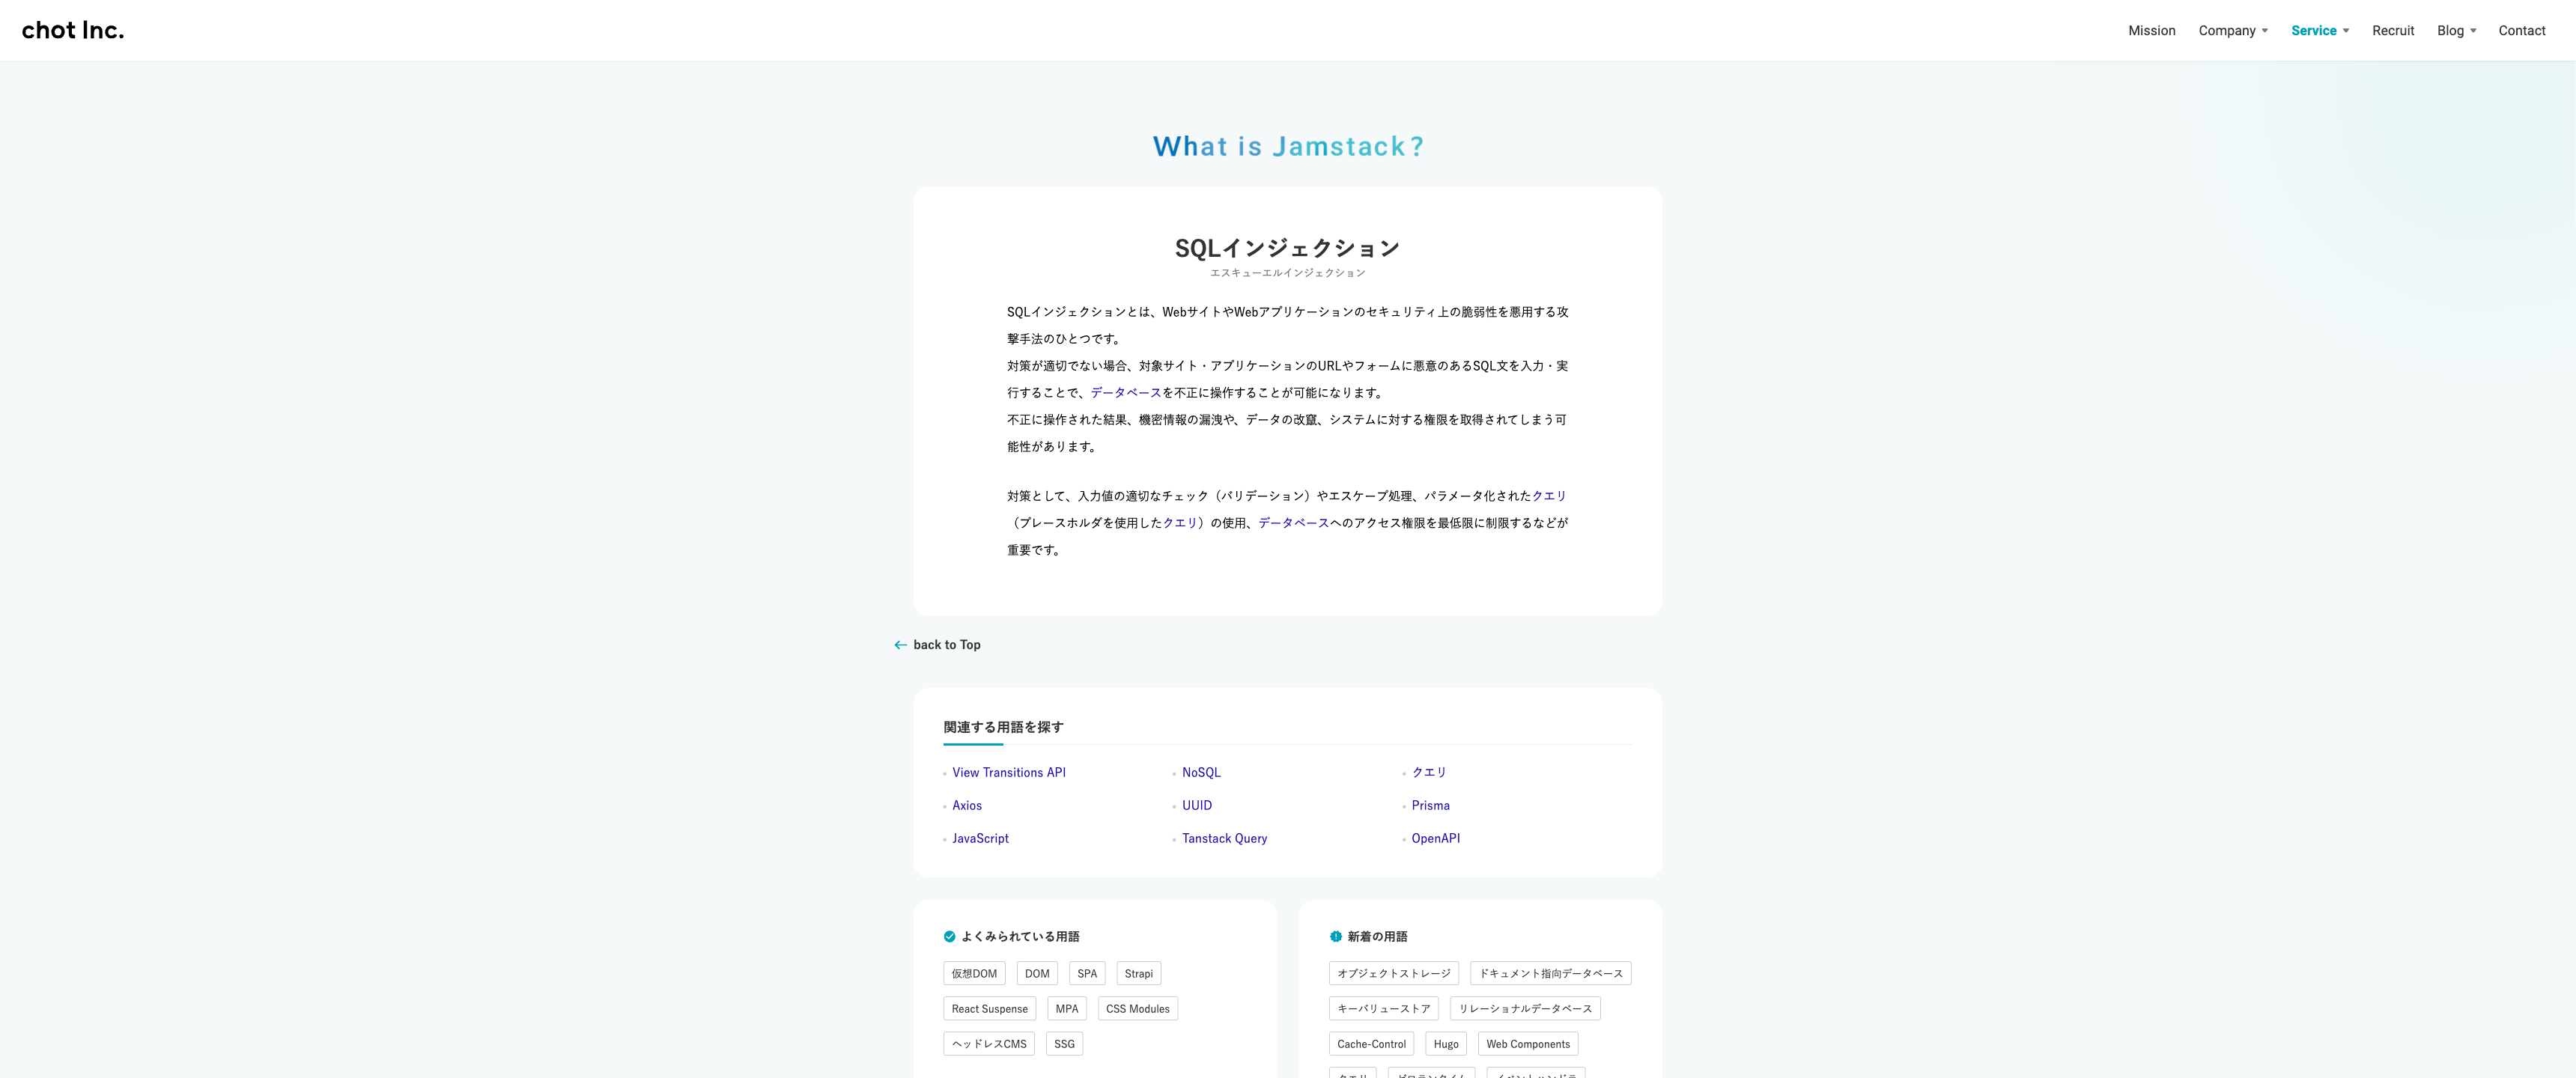 chot Inc.
Mission Company Service Recruit Blog Contact
What is Jamstack?
SQLインジェクション
エスキューエルインジェクション
SQLインジェクションとは、WebサイトやWebアプリケーションのセキュリティ上の脆弱性を悪用する攻
撃手法のひとつです。
対策が適切でない場合、対象サイト・アプリケーションのURLやフォームに悪意のあるSQL文を入力・実
行することで、データベースを不正に操作することが可能になります。
不正に操作された結果、機密情報の漏洩や、データの改竄、システムに対する権限を取得されてしまう可
能性があります。
対策として、入力値の適切なチェック（バリデーション）やエスケープ処理、パラメータ化されたクエリ
（プレースホルダを使用したクエリ）の使用、データベースへのアクセス権限を最低限に制限するなどが
重要です。
back to Top
関連する用語を探す
View Transitions API NoSQL クエリ
Axios UUID Prisma
JavaScript Tanstack Query OpenAPI
よくみられている用語
仮想DOM DOM SPA Strapi
React Suspense MPA CSS Modules
ヘッドレスCMS SSG
新着の用語
オブジェクトストレージ ドキュメント指向データベース
キーバリューストア リレーショナルデータベース
Cache-Control Hugo Web Components